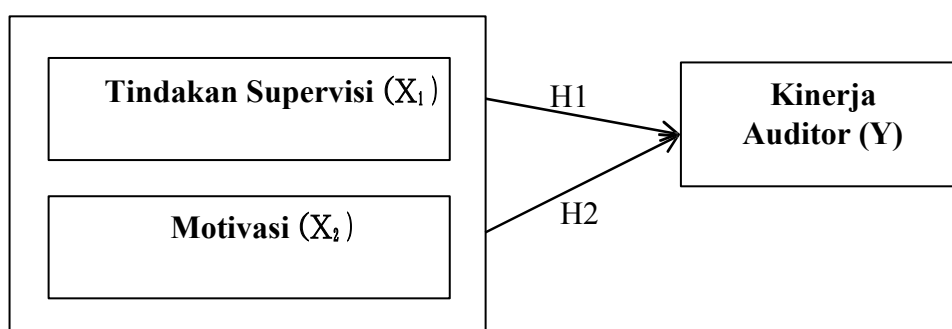 Tindakan Supervisi (X₁)
H1
Kinerja
Auditor (Y)
Motivasi (X₂)
H2